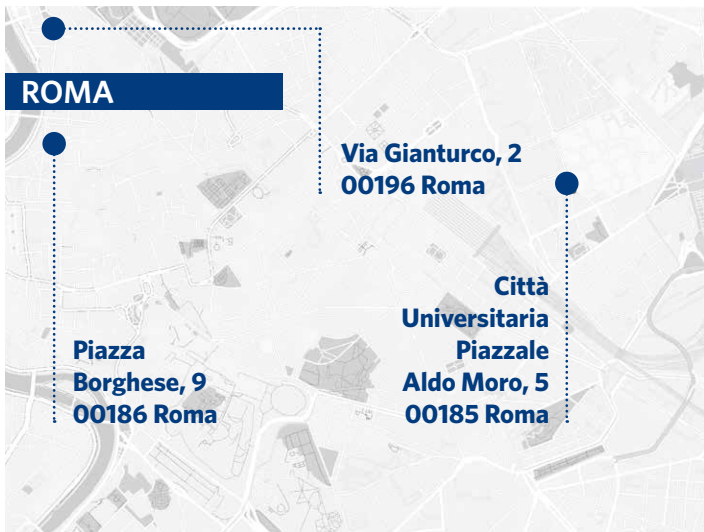 ROMA
Via Gianturco, 2
00196 Roma
Città
Universitaria
Piazzale
Aldo Moro, 5
00185 Roma
Piazza
Borghese, 9
00186 Roma